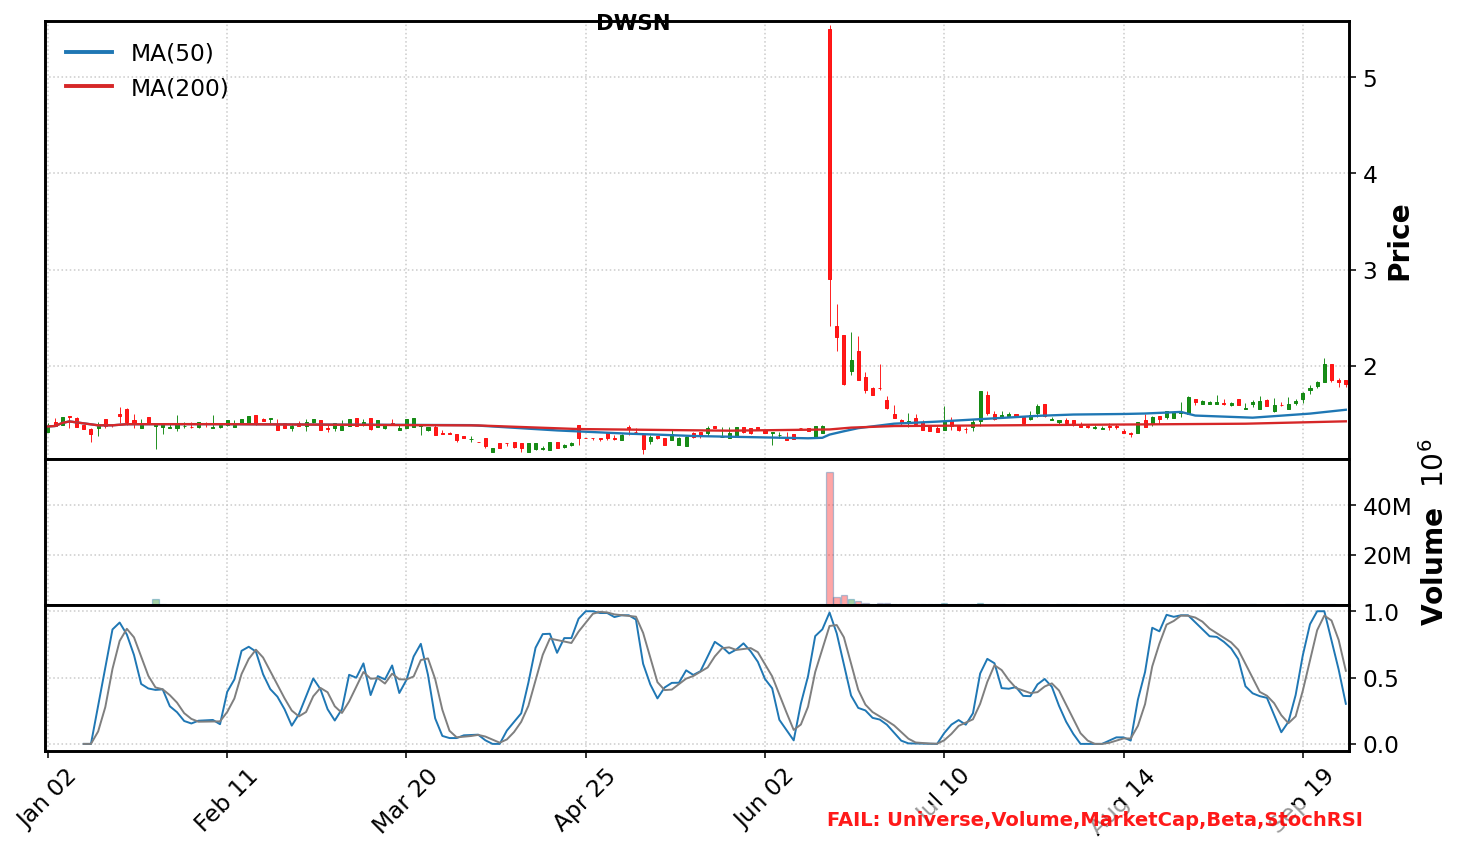 DWSN
MA(50)
MA(200)
5
4
3
2
Price
10^6
40M
20M
Volume
1.0
0.5
0.0
Jan 02
Feb 11
Mar 20
Apr 25
Jun 02
Jul 10
Aug 14
Sep 19
FAIL: Universe,Volume,MarketCap,Beta,StochRSI